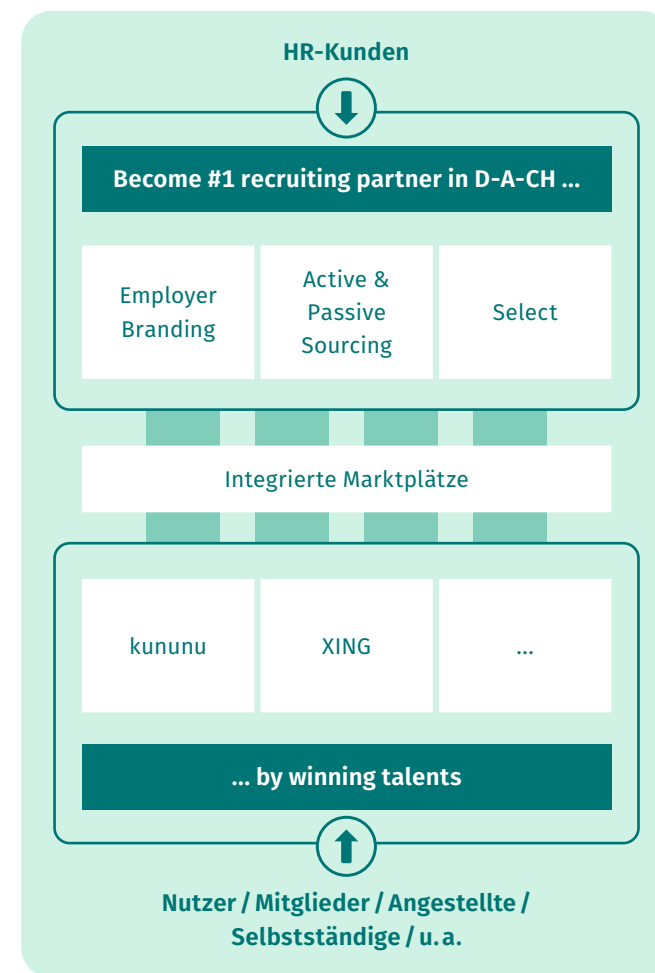 HR-Kunden
Become #1 recruiting partner in D-A-CH ...
Employer
Branding
Active &
Passive
Sourcing
Select
Integrierte Marktplätze
kununu
XING
...
... by winning talents
Nutzer / Mitglieder / Angestellte /
Selbstständige / u. a.